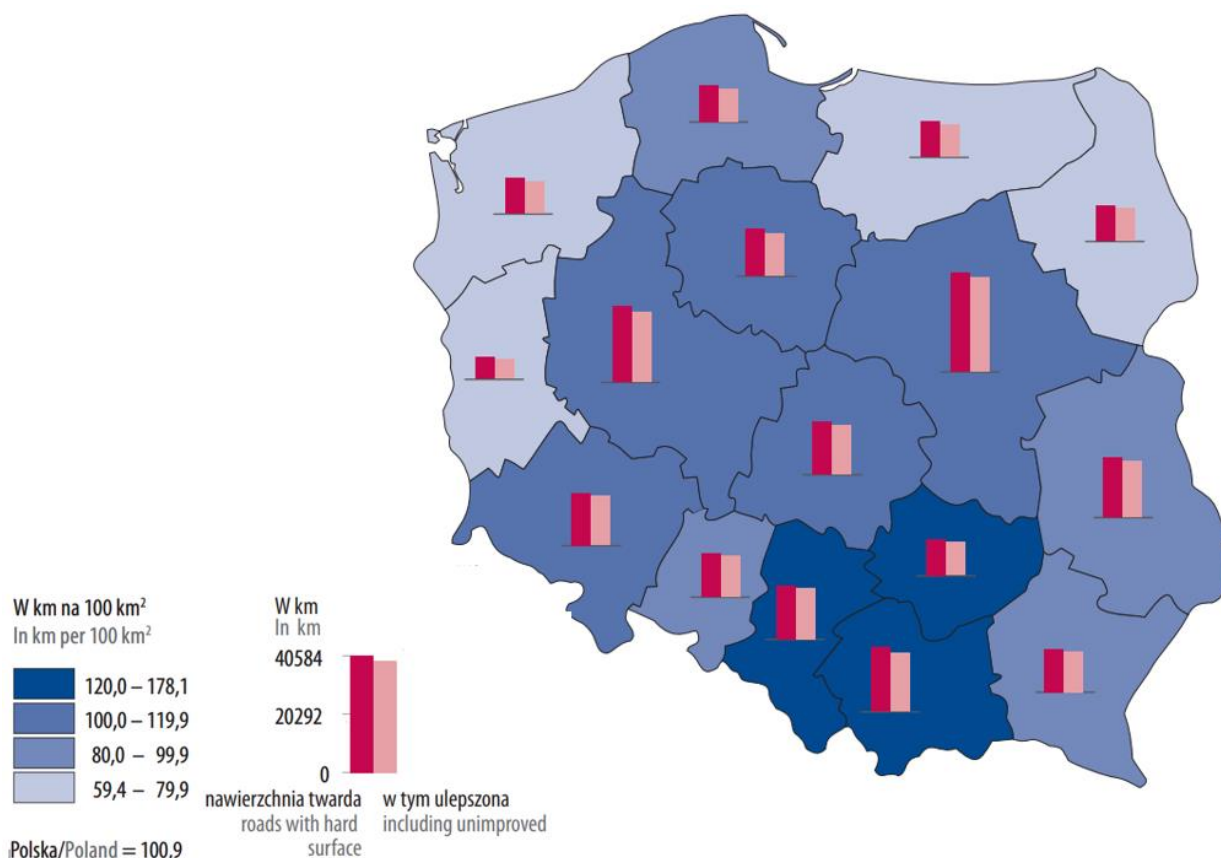 W km na 100 km²
In km per 100 km²
120,0 – 178,1
100,0 – 119,9
80,0 – 99,9
59,4 – 79,9
Polska/Poland = 100,9
W km
In km
40584
20292
0
nawierzchnia twarda
roads with hard
surface
w tym ulepszona
including unimproved